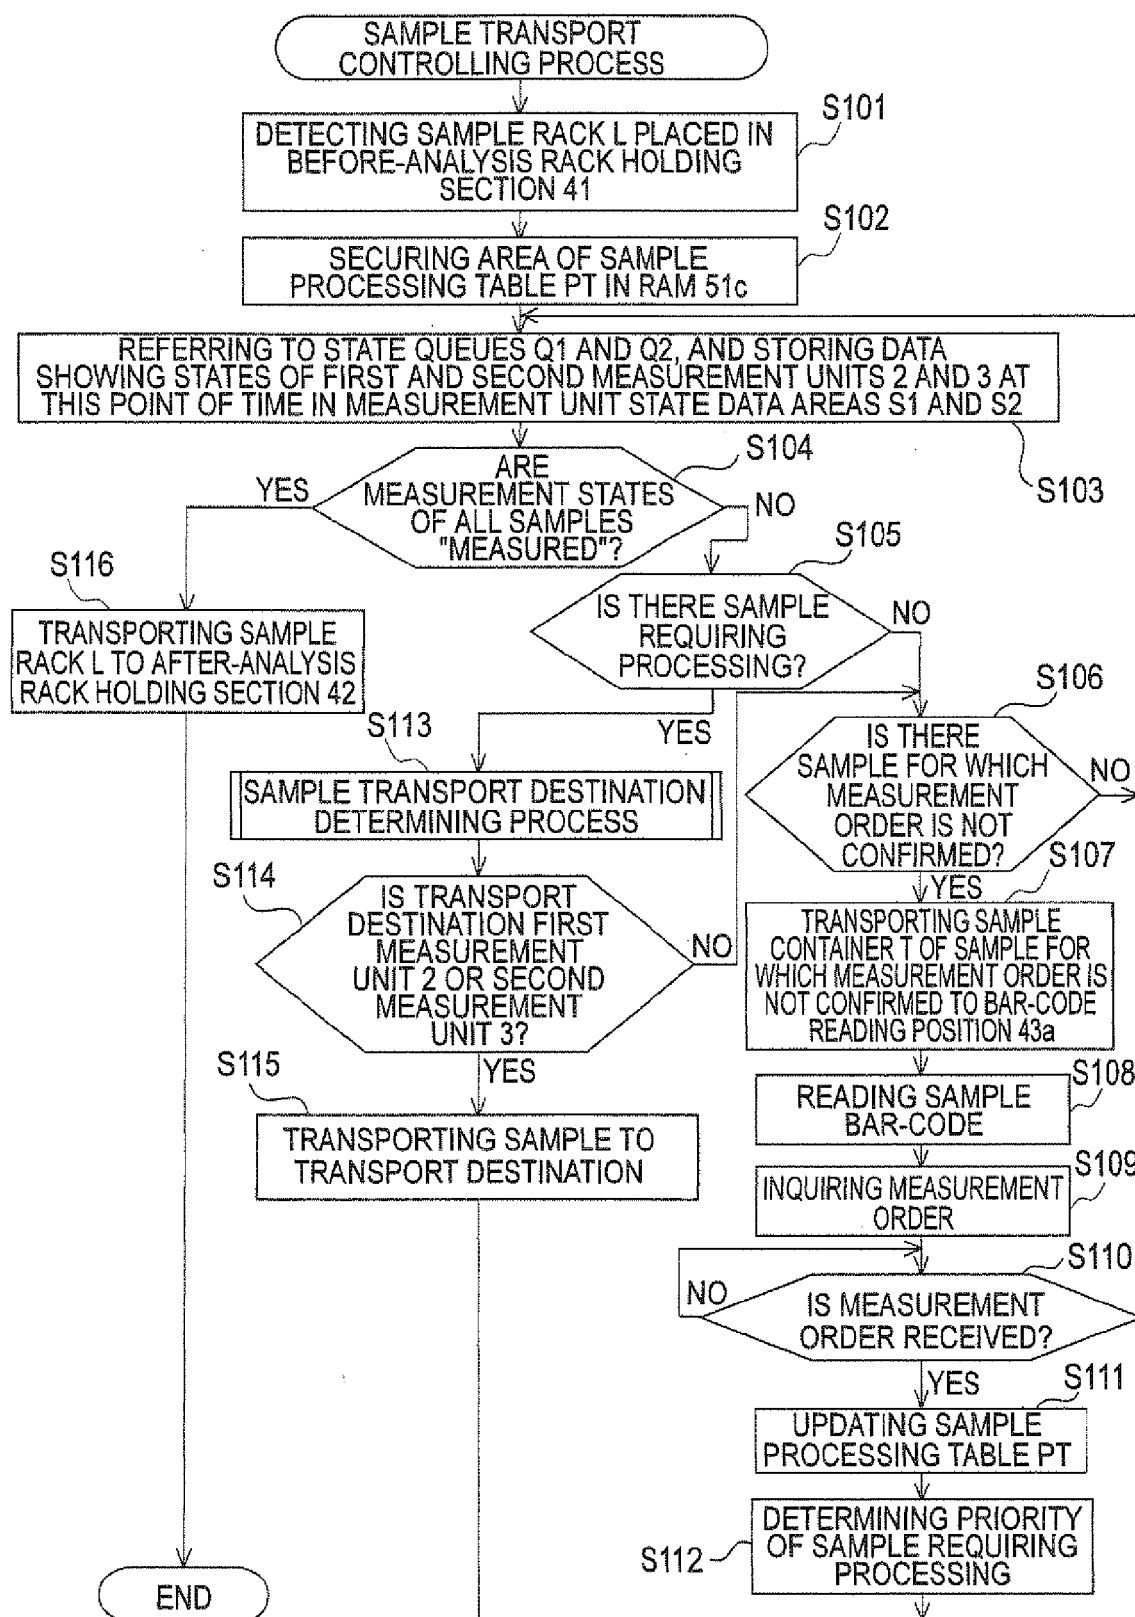 SAMPLE TRANSPORT
CONTROLLING PROCESS
S101
DETECTING SAMPLE RACK L PLACED IN
BEFORE-ANALYSIS RACK HOLDING
SECTION 41
S102
SECURING AREA OF SAMPLE
PROCESSING TABLE PT IN RAM 51c
REFERRING TO STATE QUEUES Q1 AND Q2, AND STORING DATA
SHOWING STATES OF FIRST AND SECOND MEASUREMENT UNITS 2 AND 3 AT
THIS POINT OF TIME IN MEASUREMENT UNIT STATE DATA AREAS S1 AND S2
S103
S104
YES
ARE
MEASUREMENT STATES
OF ALL SAMPLES
"MEASURED"?
NO
S105
IS THERE SAMPLE
REQUIRING
PROCESSING?
NO
YES
S116
TRANSPORTING SAMPLE
RACK L TO AFTER-ANALYSIS
RACK HOLDING SECTION 42
S106
IS THERE
SAMPLE FOR WHICH
MEASUREMENT
ORDER IS NOT
CONFIRMED?
NO
YES
S113
SAMPLE TRANSPORT DESTINATION
DETERMINING PROCESS
S114
IS TRANSPORT
DESTINATION FIRST
MEASUREMENT
UNIT 2 OR SECOND
MEASUREMENT
UNIT 3?
NO
YES
S107
TRANSPORTING SAMPLE
CONTAINER T OF SAMPLE FOR
WHICH MEASUREMENT ORDER IS
NOT CONFIRMED TO BAR-CODE
READING POSITION 43a
S115
TRANSPORTING SAMPLE TO
TRANSPORT DESTINATION
S108
READING SAMPLE
BAR-CODE
S109
INQUIRING MEASUREMENT
ORDER
S110
NO
IS MEASUREMENT
ORDER RECEIVED?
YES
S111
UPDATING SAMPLE
PROCESSING TABLE PT
S112
DETERMINING PRIORITY
OF SAMPLE REQUIRING
PROCESSING
END